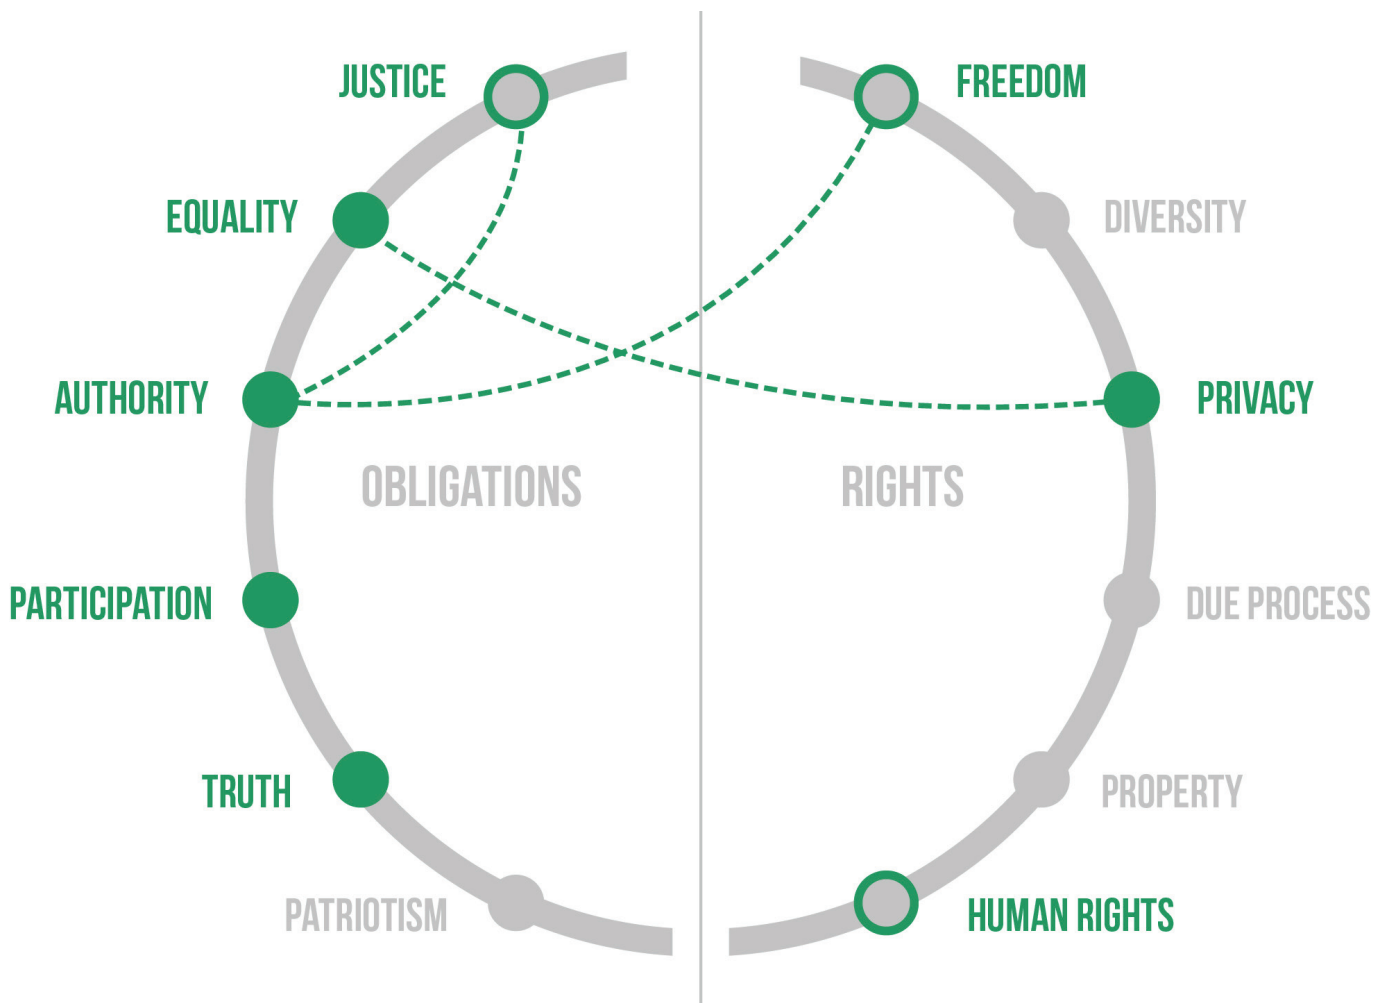 JUSTICE
FREEDOM
EQUALITY
DIVERSITY
AUTHORITY
PRIVACY
OBLIGATIONS
RIGHTS
PARTICIPATION
DUE PROCESS
TRUTH
PROPERTY
PATRIOTISM
HUMAN RIGHTS